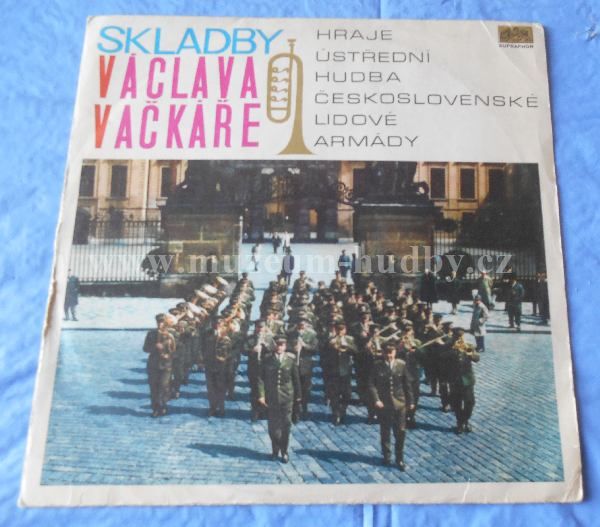 SKLADBY
VÁCLAVA
VAČKÁŘE
HRAJE
ÚSTŘEDNÍ
HUDBA
ČESKOSLOVENSKÉ
LIDOVÉ
ARMÁDY
SUPRAPHON
www.muzeum-hudby.cz